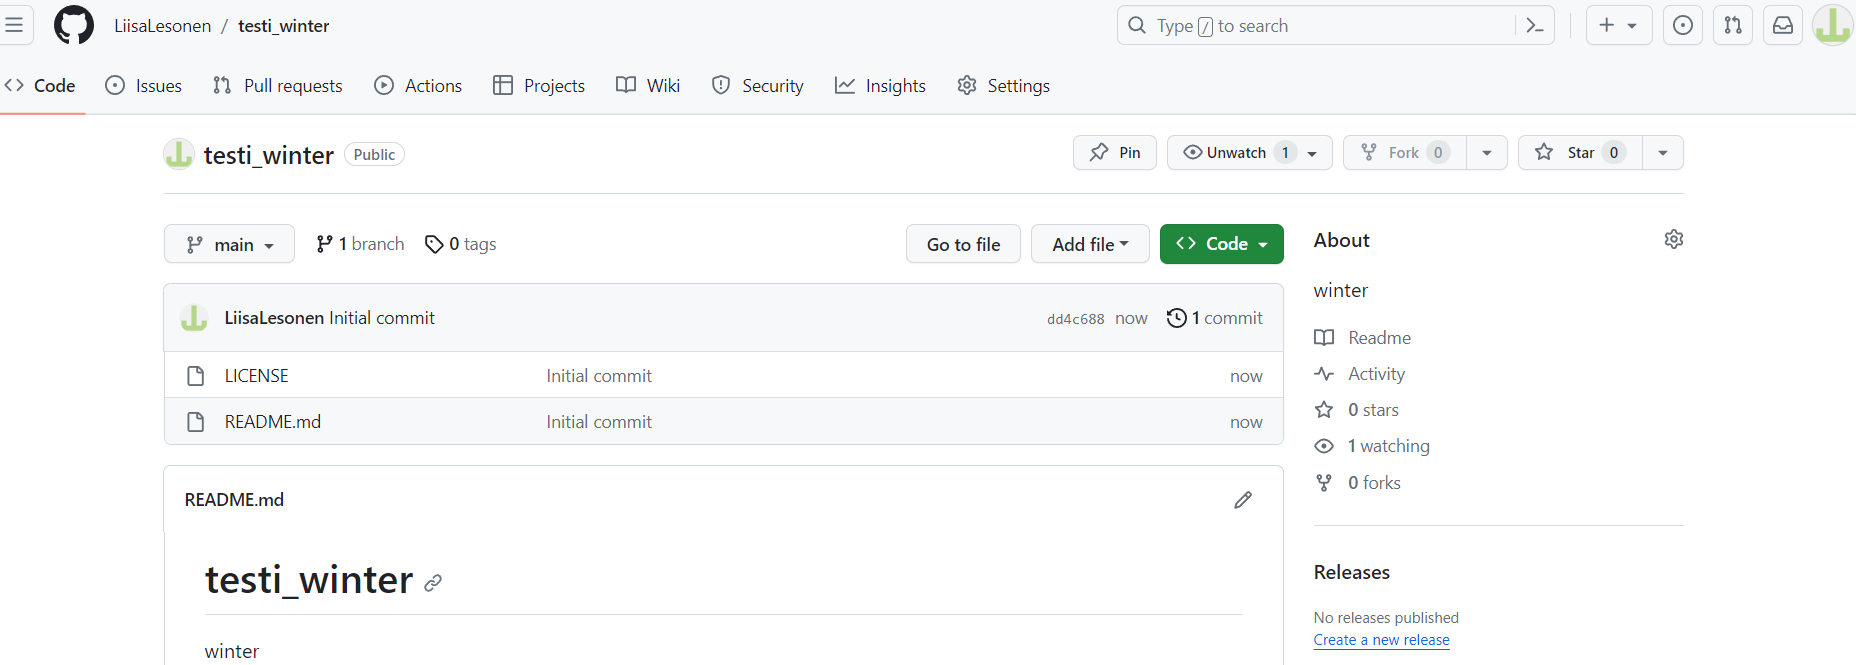 LiisaLesonen / testi_winter
Type / to search
Code Issues Pull requests Actions Projects Wiki Security Insights Settings
testi_winter Public
Pin Unwatch 1 Fork 0 Star 0
main 1 branch 0 tags Go to file Add file Code
LiisaLesonen Initial commit dd4c688 now 1 commit
LICENSE Initial commit now
README.md Initial commit now
README.md
testi_winter
winter
About
winter
Readme
Activity
0 stars
1 watching
0 forks
Releases
No releases published
Create a new release